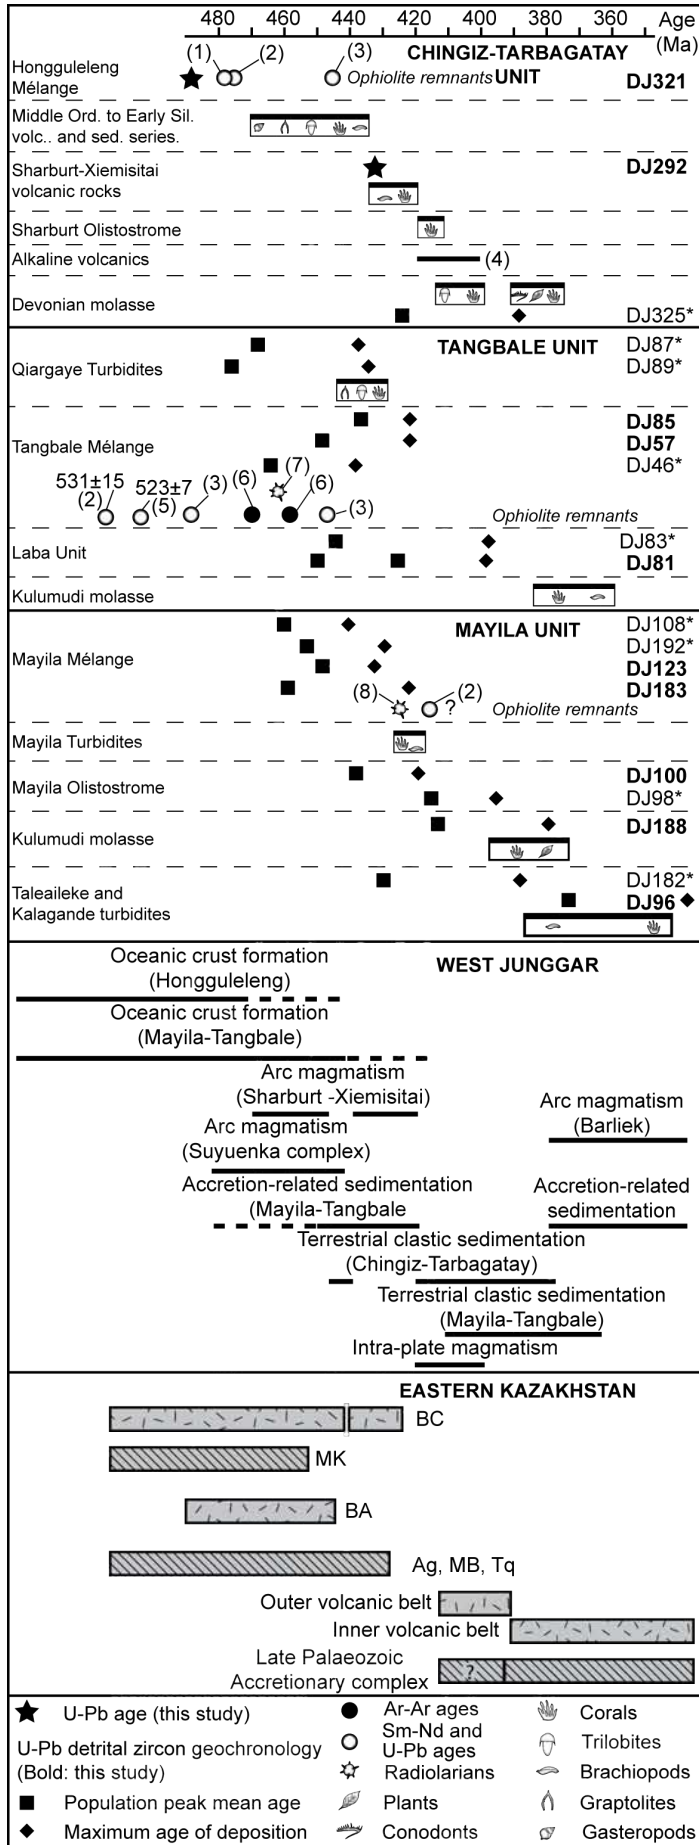 480 440 420 400 380 360 Age
(Ma)
(1) (2) (3) CHINGIZ-TARBAGATAY
Hongguleleng
Mélange
Ophiolite remnants UNIT
DJ321
Middle Ord. to Early Sil.
volc.. and sed. series.
Sharburt-Xiemisitai
volcanic rocks
DJ292
Sharburt Olistostrome
Alkaline volcanics
(4)
Devonian molasse
DJ325*
TANGBALE UNIT
DJ87*
Qiargaye Turbidites
DJ89*
DJ85
Tangbale Mélange
DJ57
DJ46*
531±15
(2)
523±7
(5)
(3) (6) (7) (6) (3)
Ophiolite remnants
Laba Unit
DJ83*
DJ81
Kulumudi molasse
MAYILA UNIT
DJ108*
Mayila Mélange
DJ192*
DJ123
DJ183
(8) (2)
?
Ophiolite remnants
Mayila Turbidites
Mayila Olistostrome
DJ100
DJ98*
Kulumudi molasse
DJ188
Taleaileke and
Kalagande turbidites
DJ182*
DJ96
Oceanic crust formation
(Hongguleleng)
WEST JUNGGAR
Oceanic crust formation
(Mayila-Tangbale)
Arc magmatism
(Sharburt -Xiemisitai)
Arc magmatism
(Barliek)
Arc magmatism
(Suyuenka complex)
Accretion-related sedimentation
(Mayila-Tangbale
Accretion-related
sedimentation
Terrestrial clastic sedimentation
(Chingiz-Tarbagatay)
Terrestrial clastic sedimentation
(Mayila-Tangbale)
Intra-plate magmatism
EASTERN KAZAKHSTAN
BC
MK
BA
Ag, MB, Tq
Outer volcanic belt
Inner volcanic belt
Late Palaeozoic
Accretionary complex
?
U-Pb age (this study)
U-Pb detrital zircon geochronology
(Bold: this study)
Population peak mean age
Maximum age of deposition
Ar-Ar ages
Sm-Nd and
U-Pb ages
Radiolarians
Plants
Conodonts
Corals
Trilobites
Brachiopods
Graptolites
Gasteropods